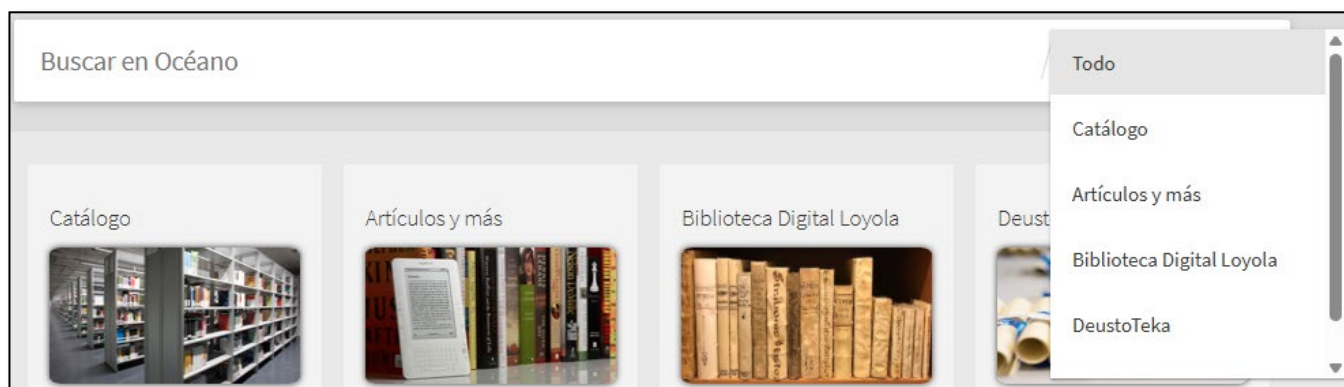 Buscar en Océano
Todo
Catálogo
Artículos y más
Biblioteca Digital Loyola
DeustoTeka
Catálogo
Artículos y más
Biblioteca Digital Loyola
Deust